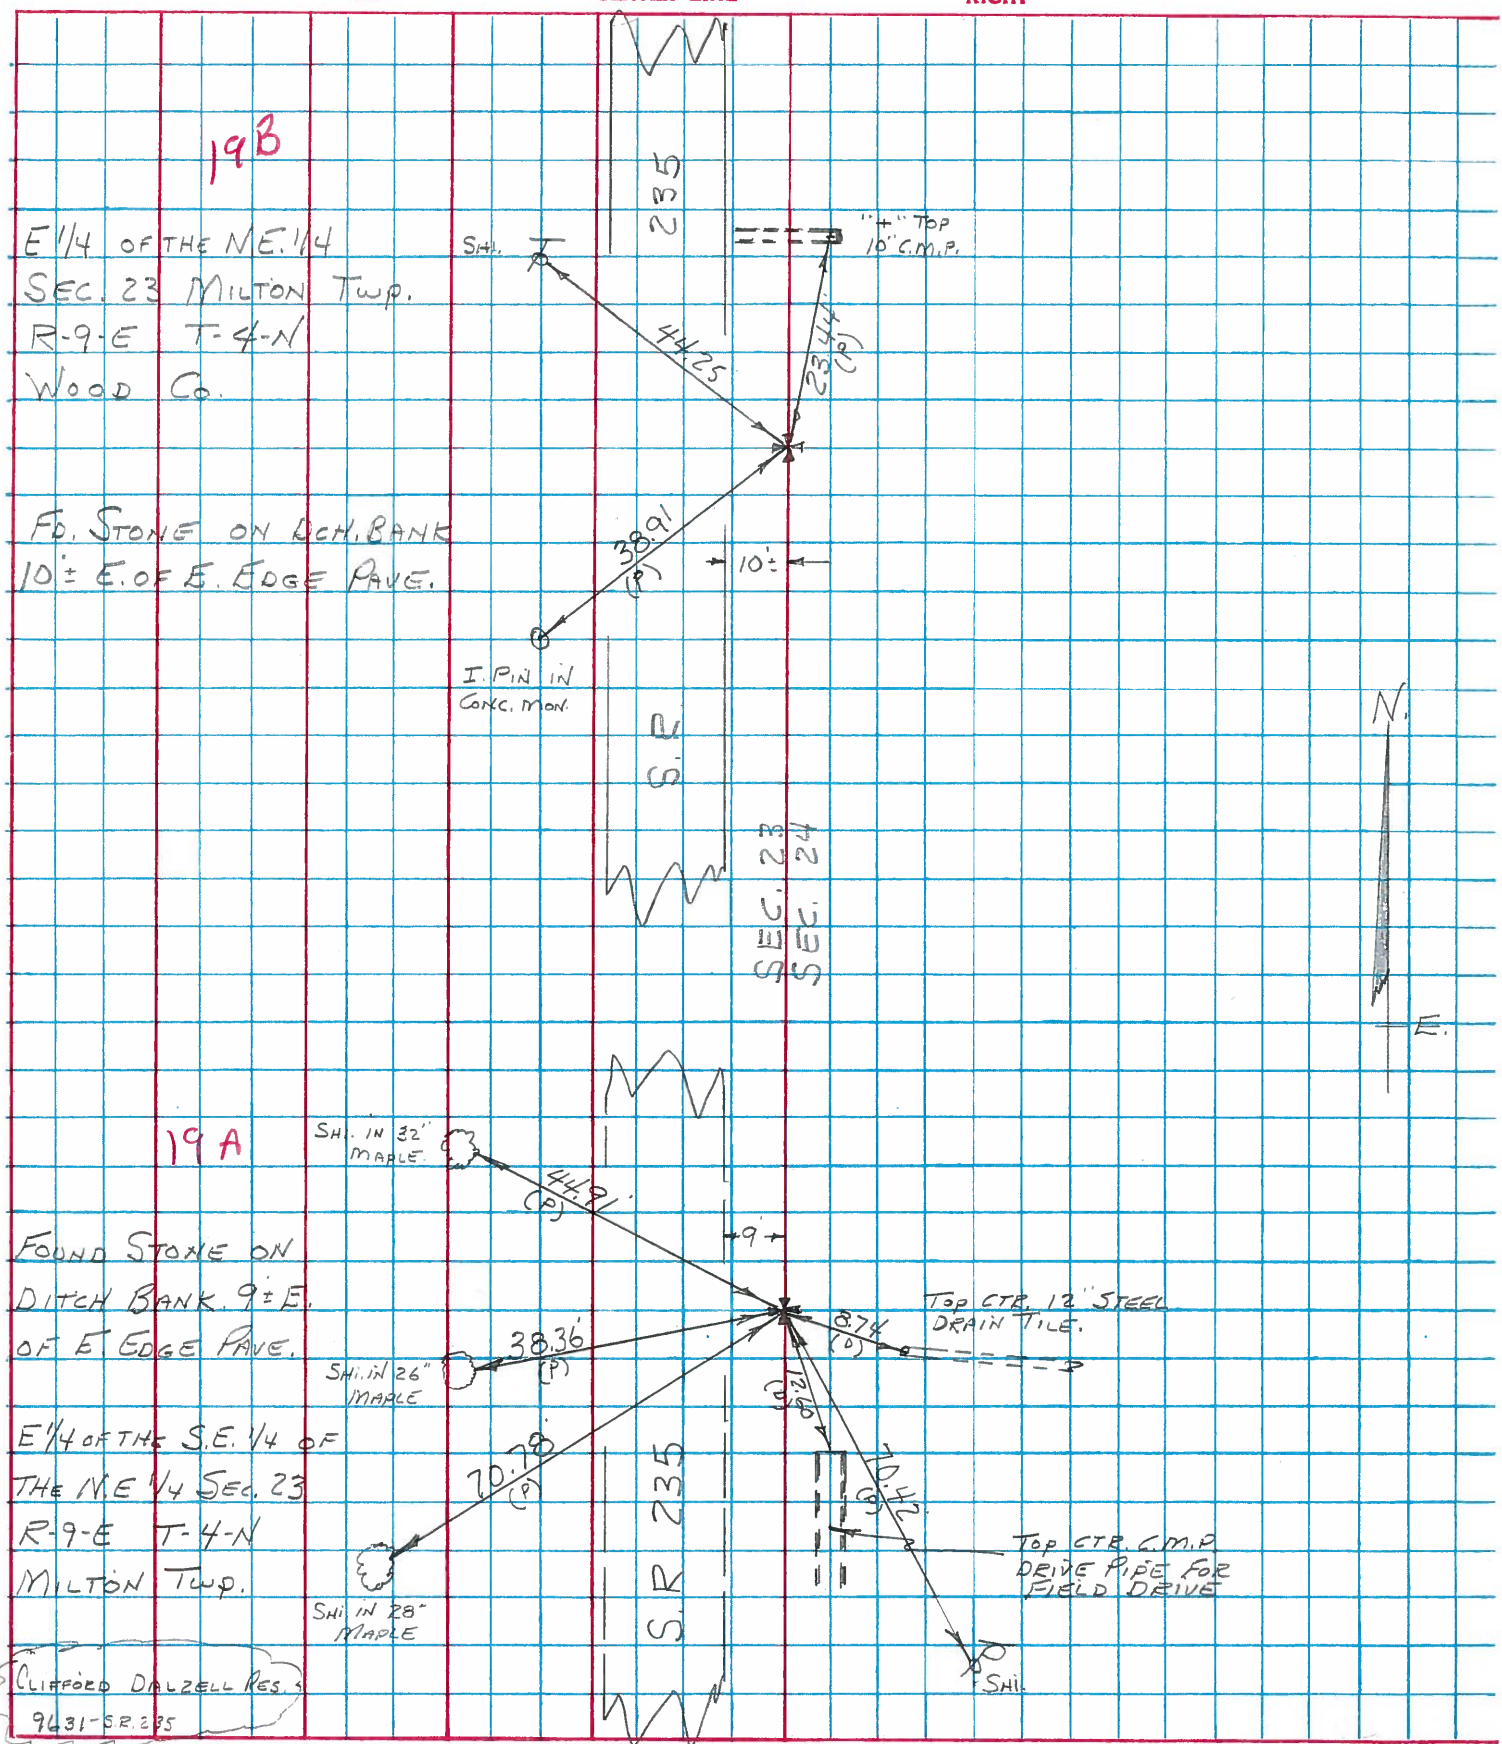 19B
E 1/4 OF THE N.E. 1/4
SEC. 23 MILTON TWP.
R-9-E T-4-N
WOOD CO.
FD. STONE ON DCH. BANK
10'± E. OF E. EDGE PAVE.
SHI.
44.25
"+" TOP
10" C.M.P.
23.44'
(P)
38.91
(P)
10'±
I. PIN IN
CONC. MON.
S.R
235
SEC. 23
SEC. 24
N.
E.
19 A
SHI. IN 32"
MAPLE.
(P)
9'
FOUND STONE ON
DITCH BANK. 9'± E.
OF E. EDGE PAVE.
38.36'
(P)
SHI. IN 26"
MAPLE
TOP CTR. 12" STEEL
DRAIN TILE.
8.74
E 1/4 OF THE S.E. 1/4 OF
THE N.E 1/4 SEC. 23
R-9-E T-4-N
MILTON TWP.
70.78'
(P)
SHI. IN 28"
MAPLE
S.R 235
70.42
TOP CTR. C.M.P.
DRIVE PIPE FOR
FIELD DRIVE
SHI.
CLIFFORD DALZELL RES.
9631-S.R.235